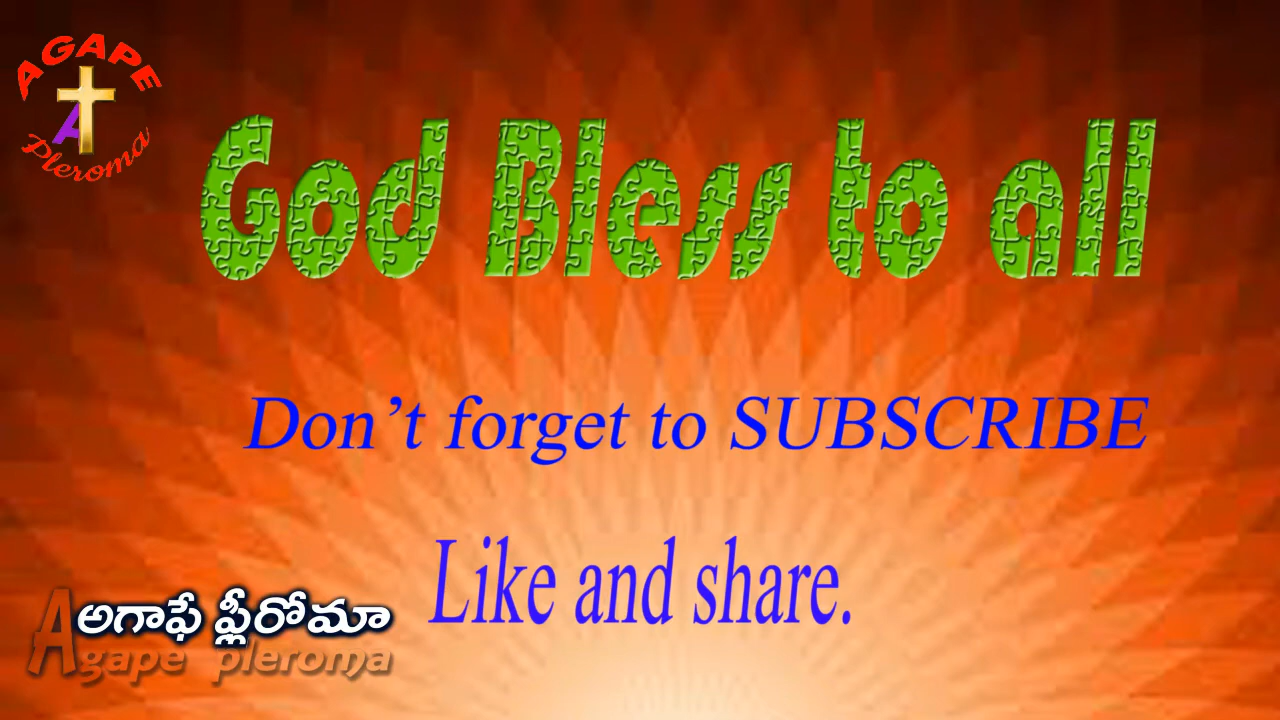 AGAPE
A
Pleroma
God Bless to all
Don't forget to SUBSCRIBE
Like and share.
అగాఫే ప్లీరోమా
Agape pleroma